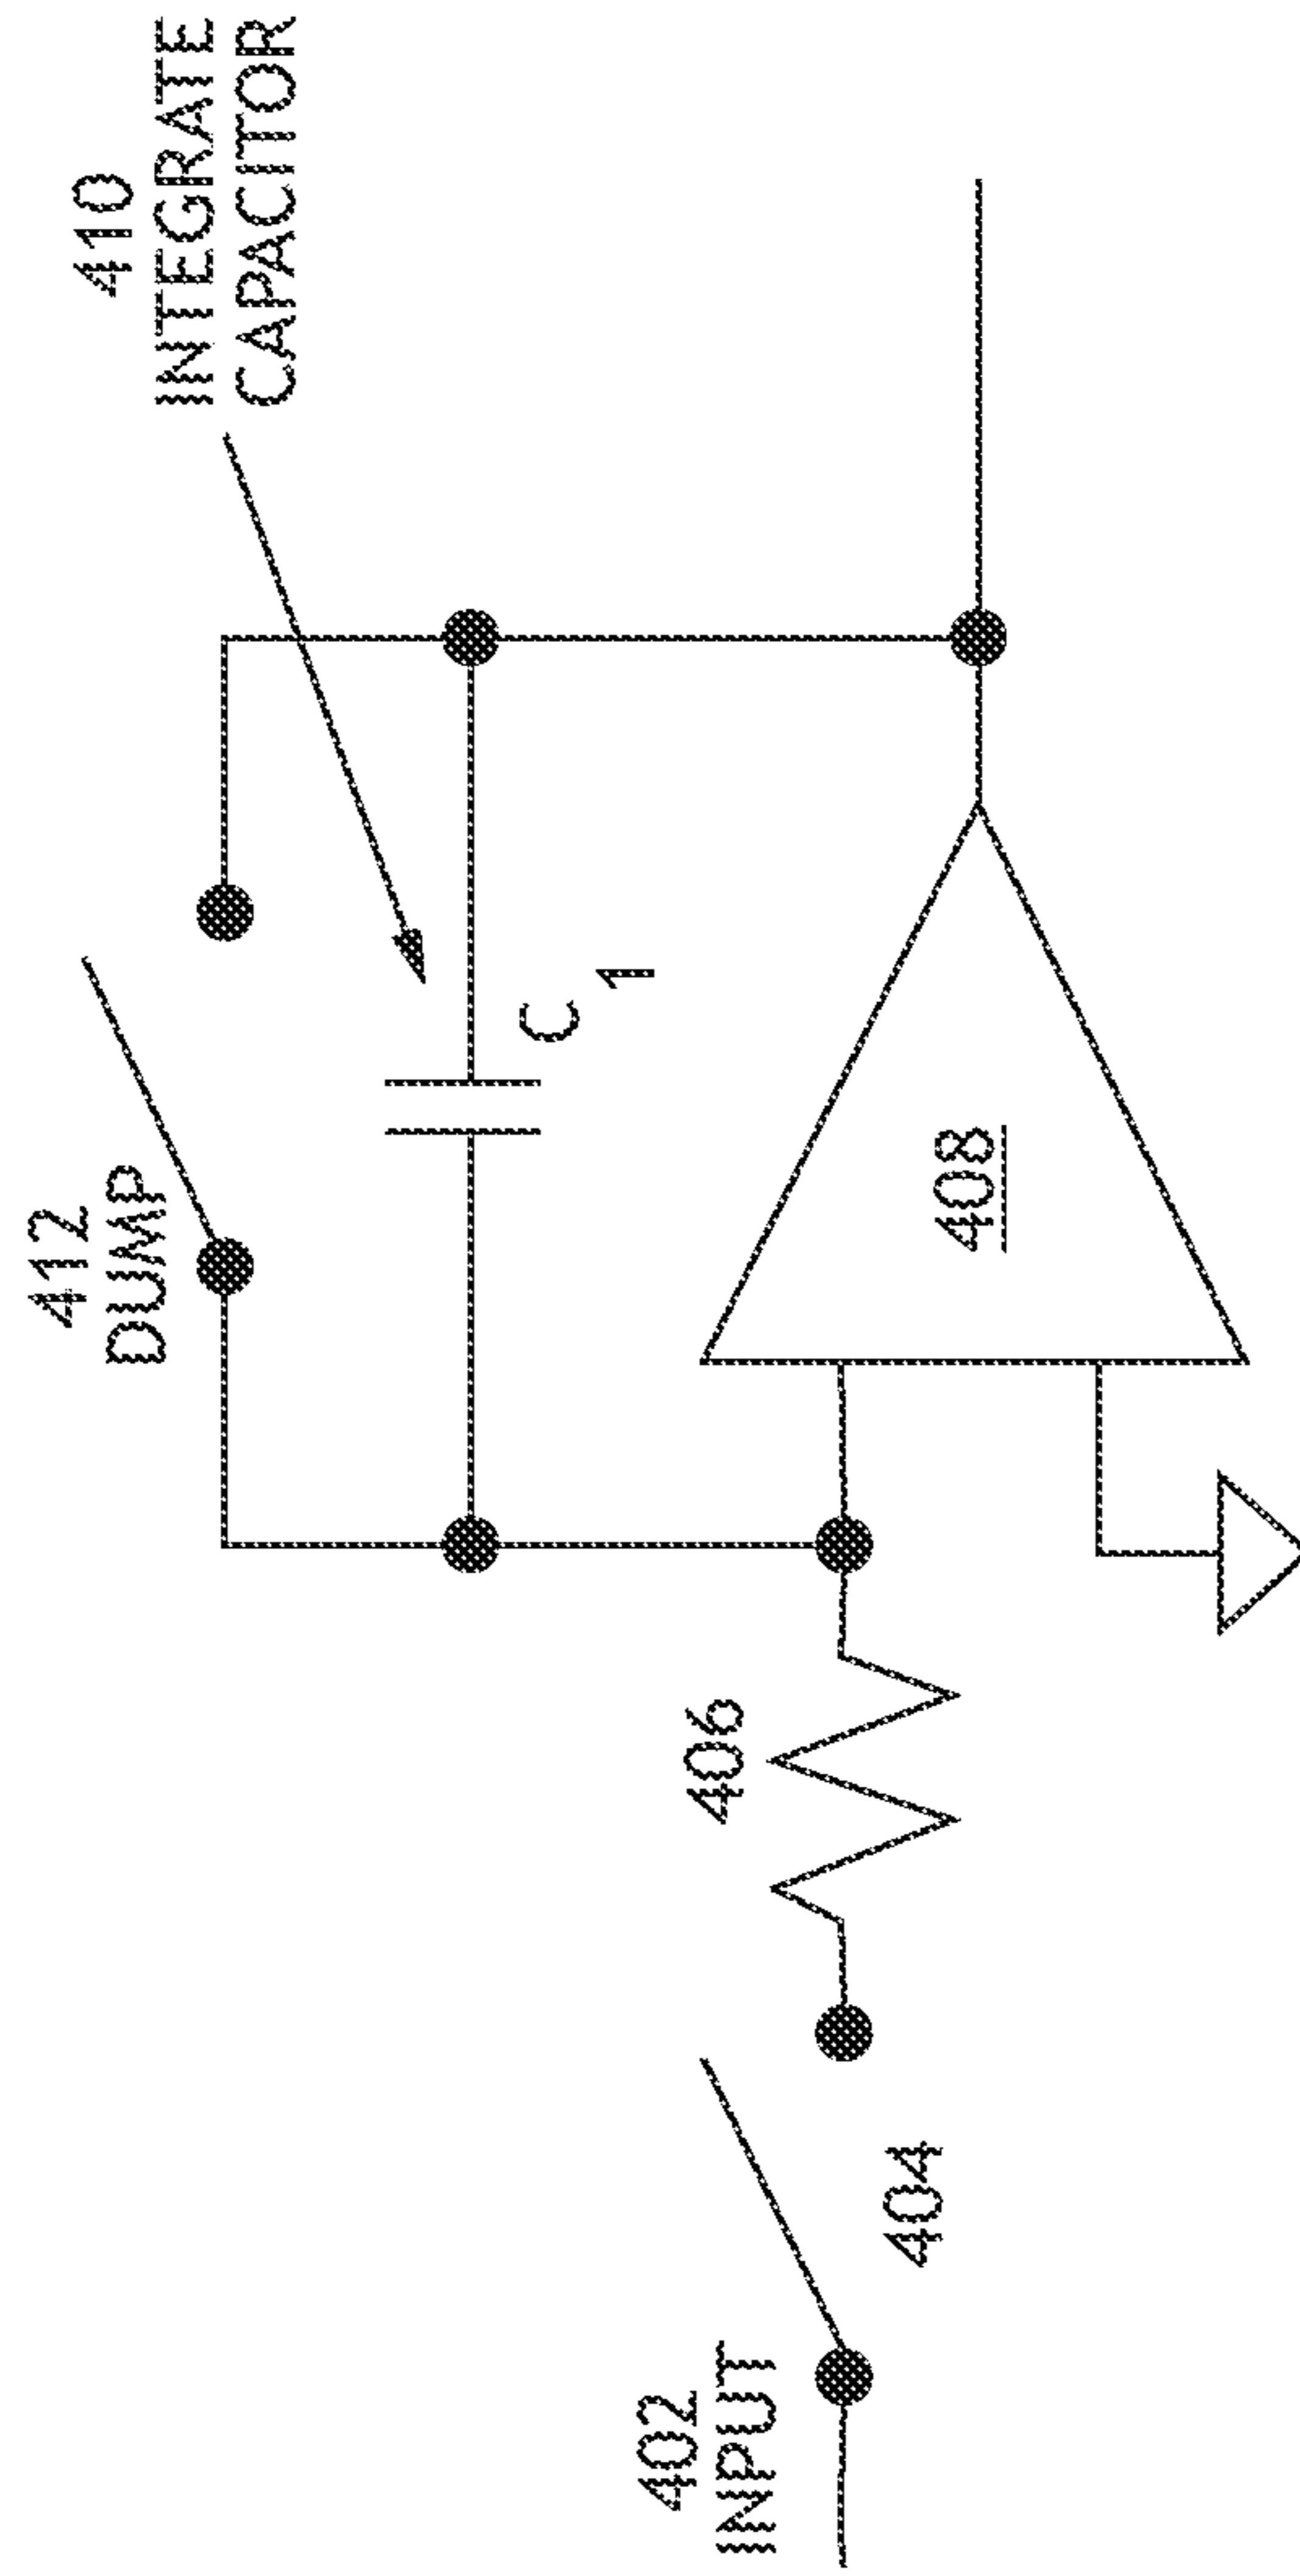 402
INPUT
404
406
412
DUMP
408
C 1
410
INTEGRATE
CAPACITOR